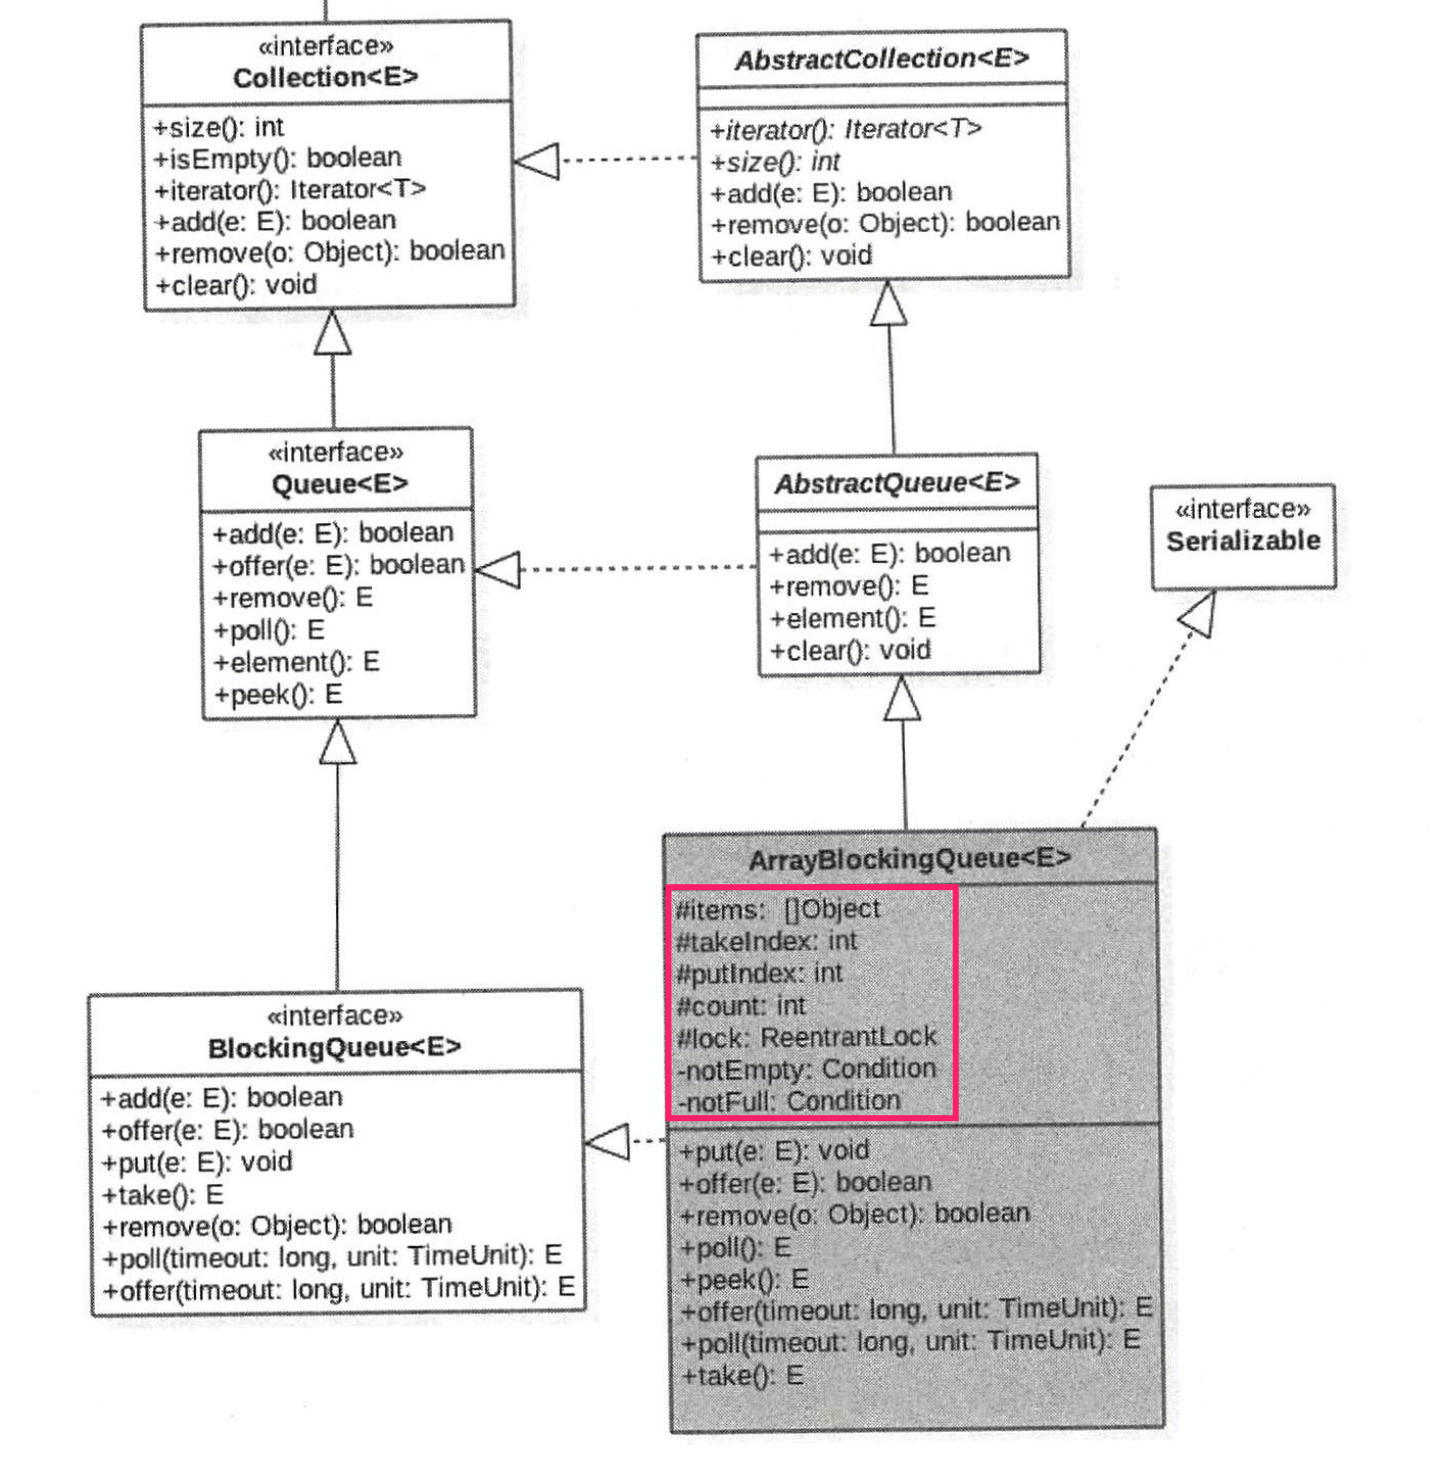 «interface»
Collection<E>
+size(): int
+isEmpty(): boolean
+iterator(): Iterator<T>
+add(e: E): boolean
+remove(o: Object): boolean
+clear(): void
AbstractCollection<E>
+iterator(): Iterator<T>
+size(): int
+add(e: E): boolean
+remove(o: Object): boolean
+clear(): void
«interface»
Queue<E>
+add(e: E): boolean
+offer(e: E): boolean
+remove(): E
+poll(): E
+element(): E
+peek(): E
AbstractQueue<E>
+add(e: E): boolean
+remove(): E
+element(): E
+clear(): void
«interface»
Serializable
«interface»
BlockingQueue<E>
+add(e: E): boolean
+offer(e: E): boolean
+put(e: E): void
+take(): E
+remove(o: Object): boolean
+poll(timeout: long, unit: TimeUnit): E
+offer(timeout: long, unit: TimeUnit): E
ArrayBlockingQueue<E>
#items: []Object
#takeIndex: int
#putIndex: int
#count: int
#lock: ReentrantLock
-notEmpty: Condition
-notFull: Condition
+put(e: E): void
+offer(e: E): boolean
+remove(o: Object): boolean
+poll(): E
+peek(): E
+offer(timeout: long, unit: TimeUnit): E
+poll(timeout: long, unit: TimeUnit): E
+take(): E